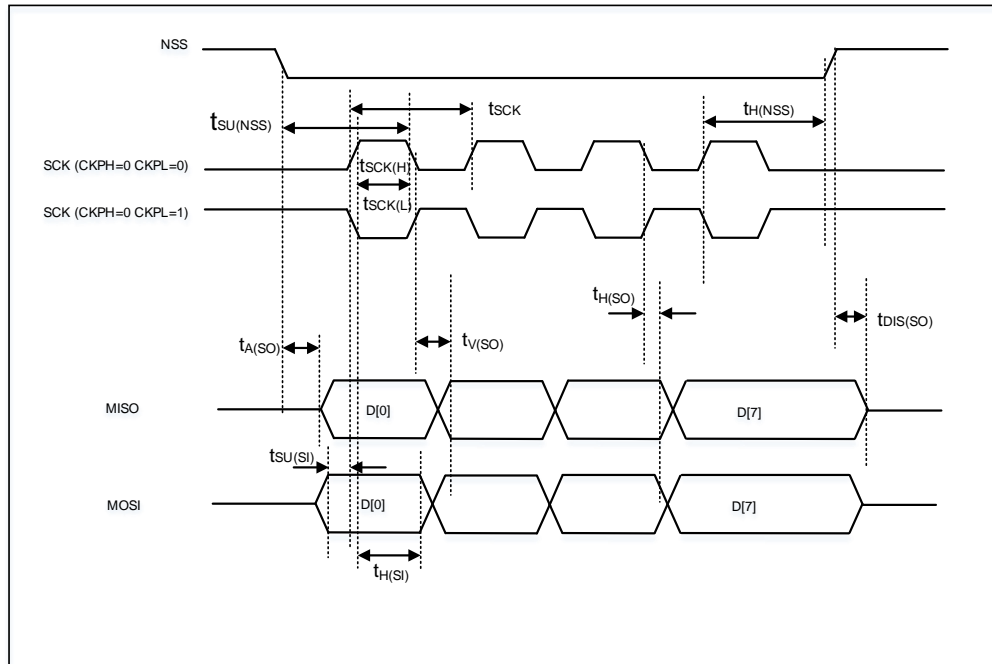 NSS
tSCK
tH(NSS)
tSU(NSS)
SCK (CKPH=0 CKPL=0)
tSCK(H)
tSCK(L)
SCK (CKPH=0 CKPL=1)
tH(SO)
tDIS(SO)
tA(SO)
tV(SO)
MISO
D[0]
D[7]
tSU(SI)
MOSI
D[0]
D[7]
tH(SI)